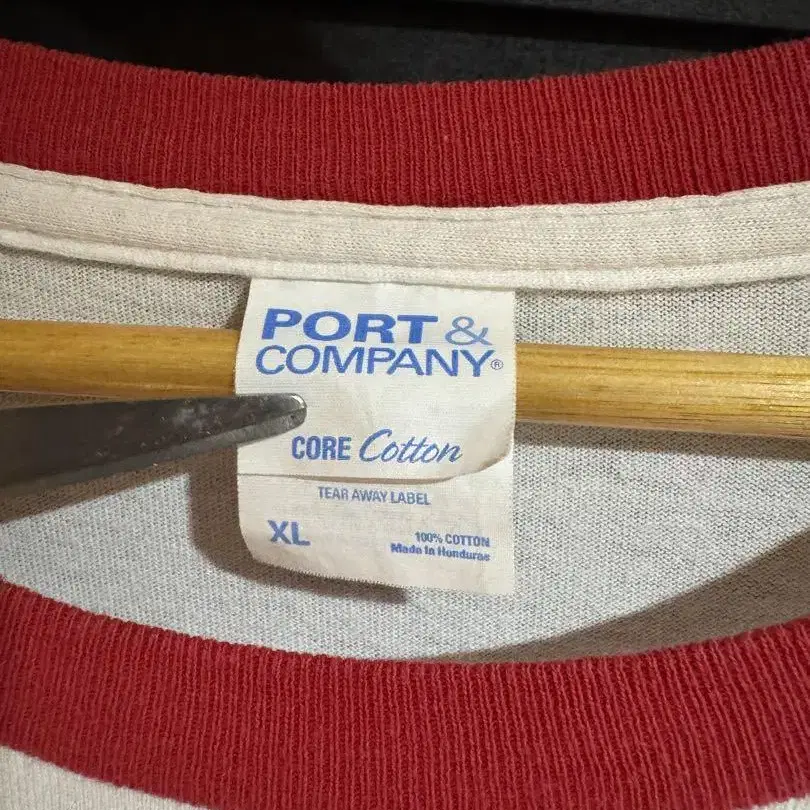 PORT &
COMPANY®
CORE Cotton
TEAR AWAY LABEL
XL
100% COTTON
Made In Honduras